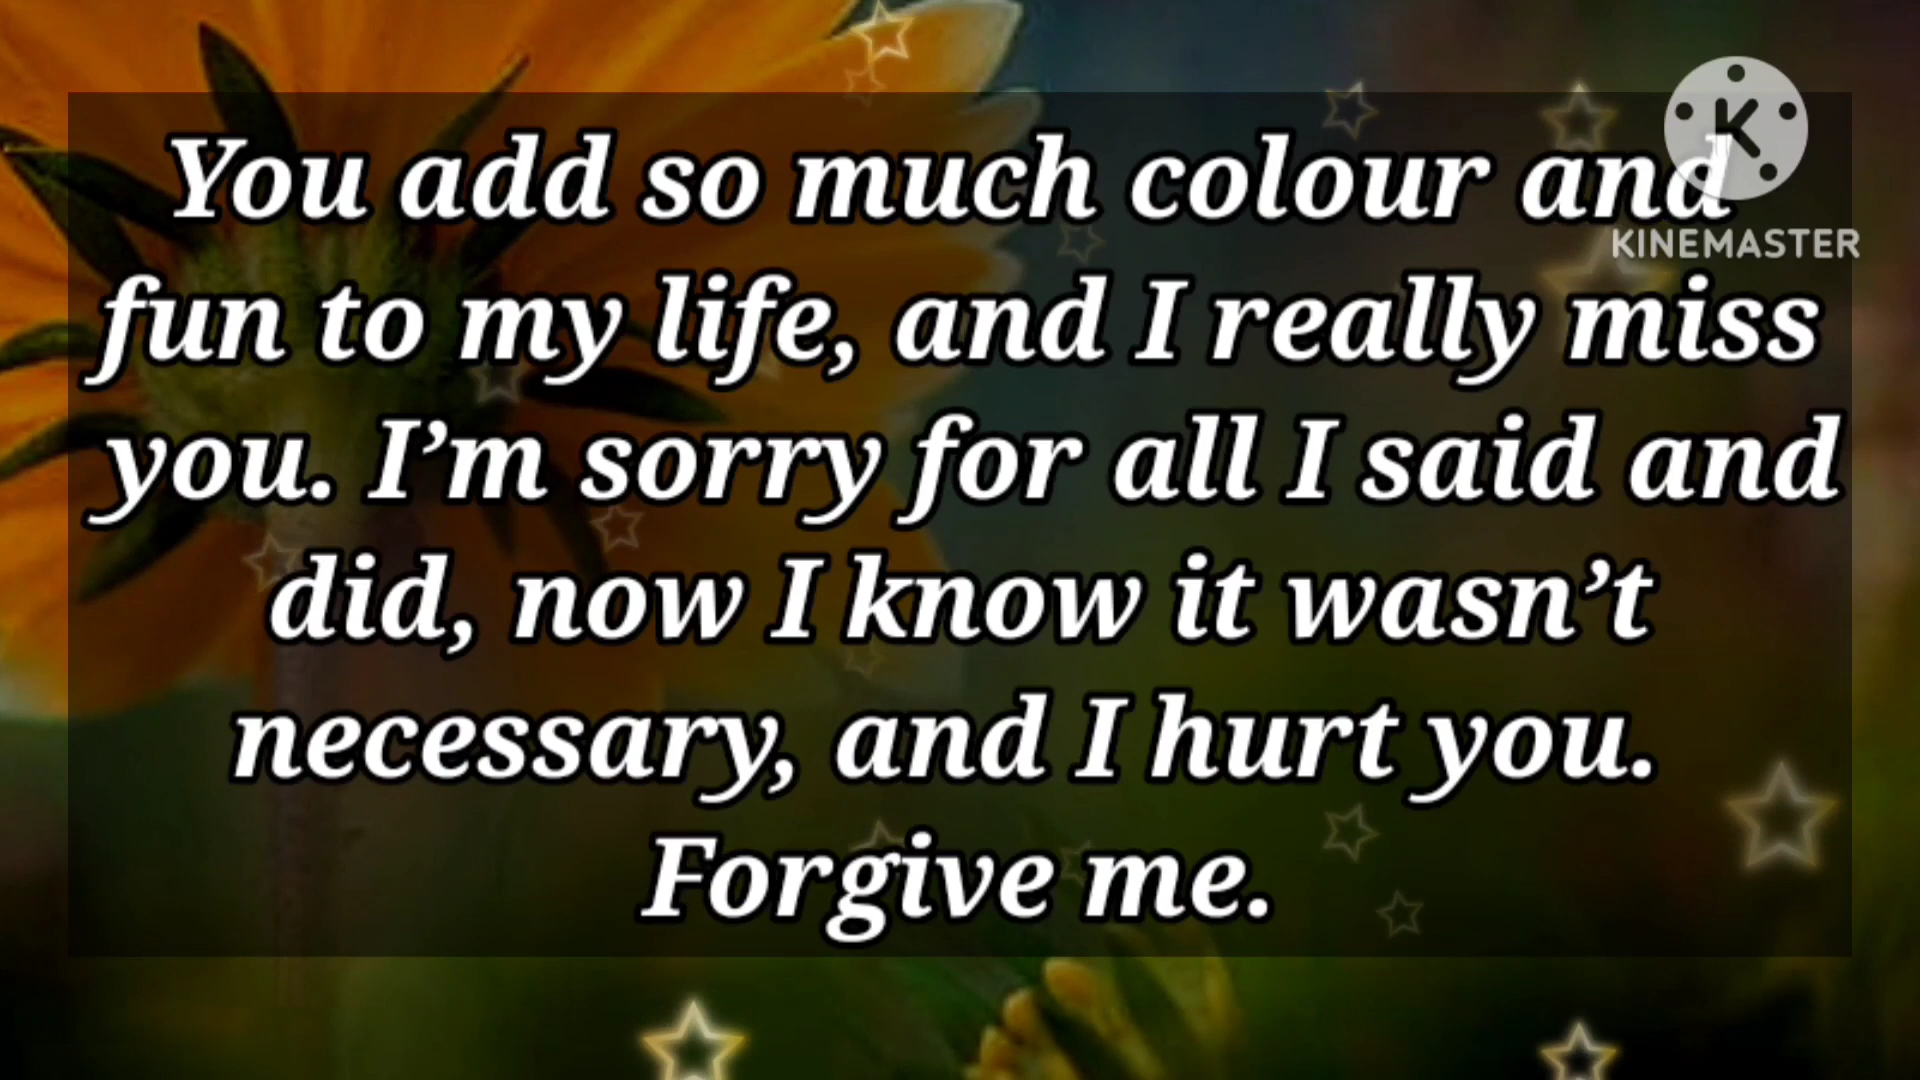 You add so much colour and
KINEMASTER
fun to my life, and I really miss
you. I’m sorry for all I said and
did, now I know it wasn’t
necessary, and I hurt you.
Forgive me.